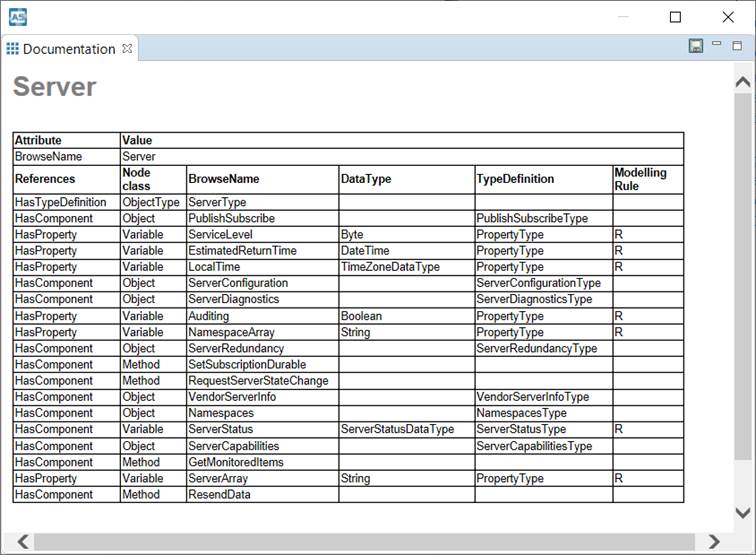 AS
Documentation
Server
Attribute Value
BrowseName Server
References Node class BrowseName DataType TypeDefinition Modelling Rule
HasTypeDefinition ObjectType ServerType
HasComponent Object PublishSubscribe PublishSubscribeType
HasProperty Variable ServiceLevel Byte PropertyType R
HasProperty Variable EstimatedReturnTime DateTime PropertyType R
HasProperty Variable LocalTime TimeZoneDataType PropertyType R
HasComponent Object ServerConfiguration ServerConfigurationType
HasComponent Object ServerDiagnostics ServerDiagnosticsType
HasProperty Variable Auditing Boolean PropertyType R
HasProperty Variable NamespaceArray String PropertyType R
HasComponent Object ServerRedundancy ServerRedundancyType
HasComponent Method SetSubscriptionDurable
HasComponent Method RequestServerStateChange
HasComponent Object VendorServerInfo VendorServerInfoType
HasComponent Object Namespaces NamespacesType
HasComponent Variable ServerStatus ServerStatusDataType ServerStatusType R
HasComponent Object ServerCapabilities ServerCapabilitiesType
HasComponent Method GetMonitoredItems
HasProperty Variable ServerArray String PropertyType R
HasComponent Method ResendData